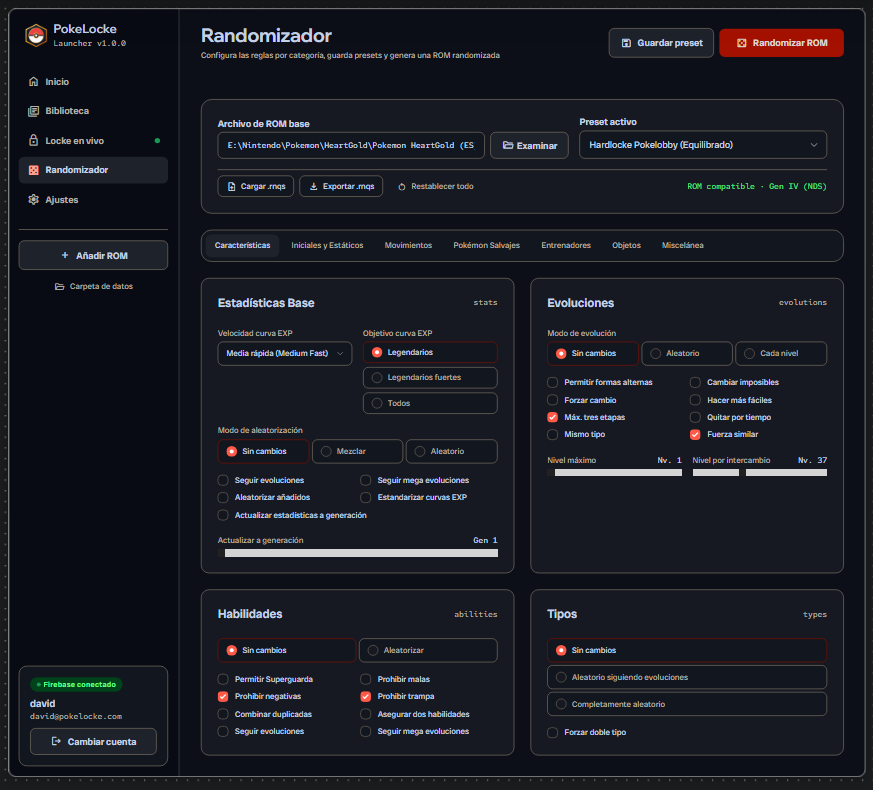 PokeLocke
Launcher v1.0.0
Inicio
Biblioteca
Locke en vivo
Randomizador
Ajustes
+ Añadir ROM
Carpeta de datos
• Firebase conectado
david
david@pokelocke.com
Cambiar cuenta
Randomizador
Configura las reglas por categoría, guarda presets y genera una ROM randomizada
Guardar preset
Randomizar ROM
Archivo de ROM base
E:\Nintendo\Pokemon\HeartGold\Pokemon HeartGold (ES
Examinar
Preset activo
Hardlocke Pokelobby (Equilibrado)
Cargar .rnqs
Exportar .rnqs
Restablecer todo
ROM compatible · Gen IV (NDS)
Características
Iniciales y Estáticos
Movimientos
Pokémon Salvajes
Entrenadores
Objetos
Miscelánea
Estadísticas Base
stats
Velocidad curva EXP
Media rápida (Medium Fast)
Objetivo curva EXP
Legendarios
Legendarios fuertes
Todos
Modo de aleatorización
Sin cambios
Mezclar
Aleatorio
Seguir evoluciones
Seguir mega evoluciones
Aleatorizar añadidos
Estandarizar curvas EXP
Actualizar estadísticas a generación
Actualizar a generación
Gen 1
Evoluciones
evolutions
Modo de evolución
Sin cambios
Aleatorio
Cada nivel
Permitir formas alternas
Cambiar imposibles
Forzar cambio
Hacer más fáciles
Máx. tres etapas
Quitar por tiempo
Mismo tipo
Fuerza similar
Nivel máximo
Nv. 1
Nivel por intercambio
Nv. 37
Habilidades
abilities
Sin cambios
Aleatorizar
Permitir Superguarda
Prohibir malas
Prohibir negativas
Prohibir trampa
Combinar duplicadas
Asegurar dos habilidades
Seguir evoluciones
Seguir mega evoluciones
Tipos
types
Sin cambios
Aleatorio siguiendo evoluciones
Completamente aleatorio
Forzar doble tipo